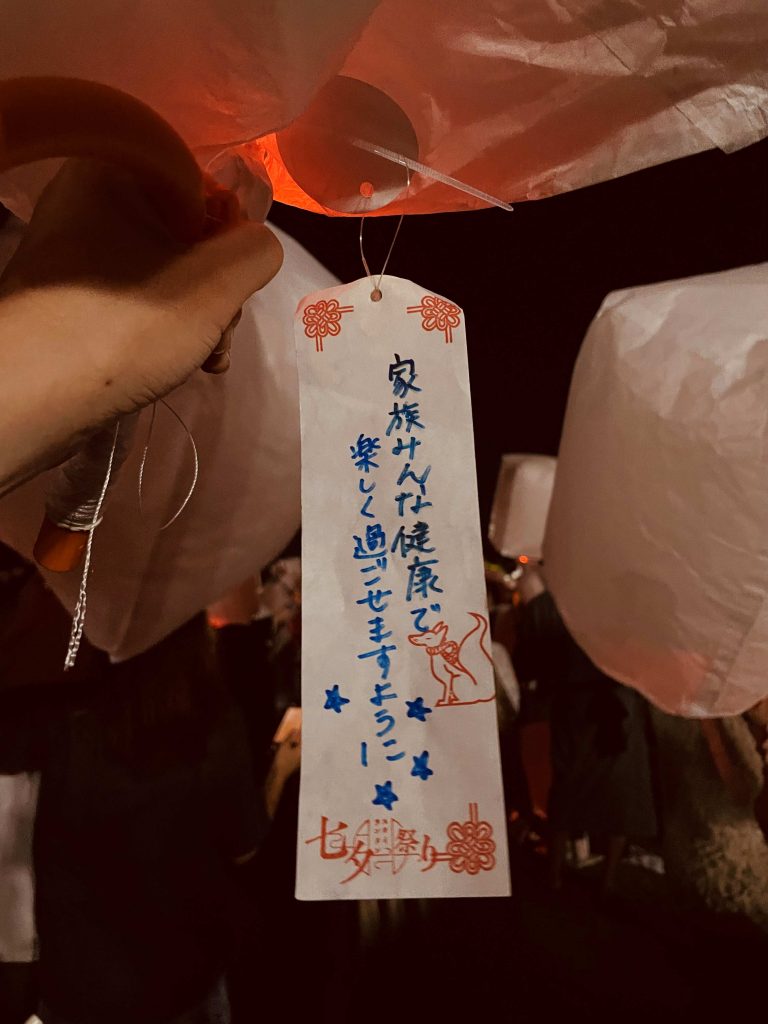 家族みんな健康で
楽しく過ごせますように
七夕祭り